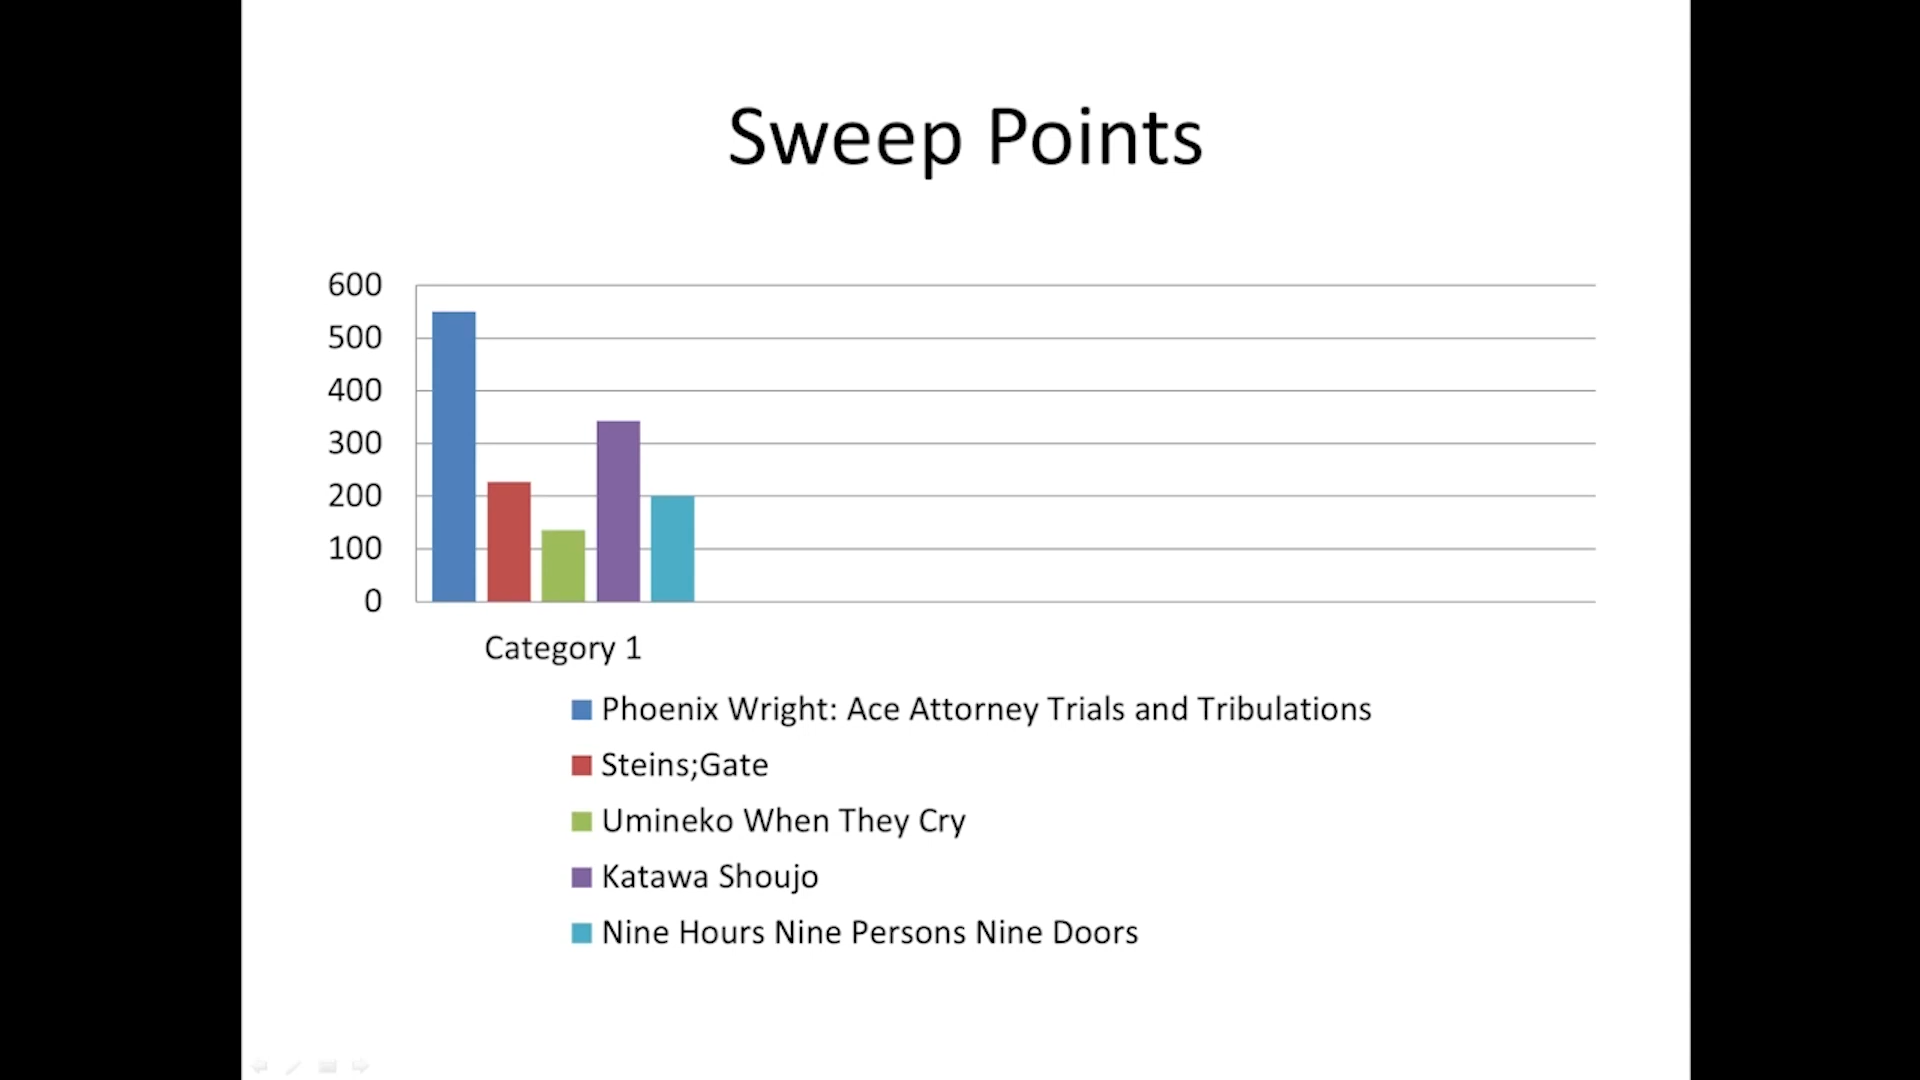 Sweep Points
600
500
400
300
200
100
0
Category 1
Phoenix Wright: Ace Attorney Trials and Tribulations
Steins;Gate
Umineko When They Cry
Katawa Shoujo
Nine Hours Nine Persons Nine Doors